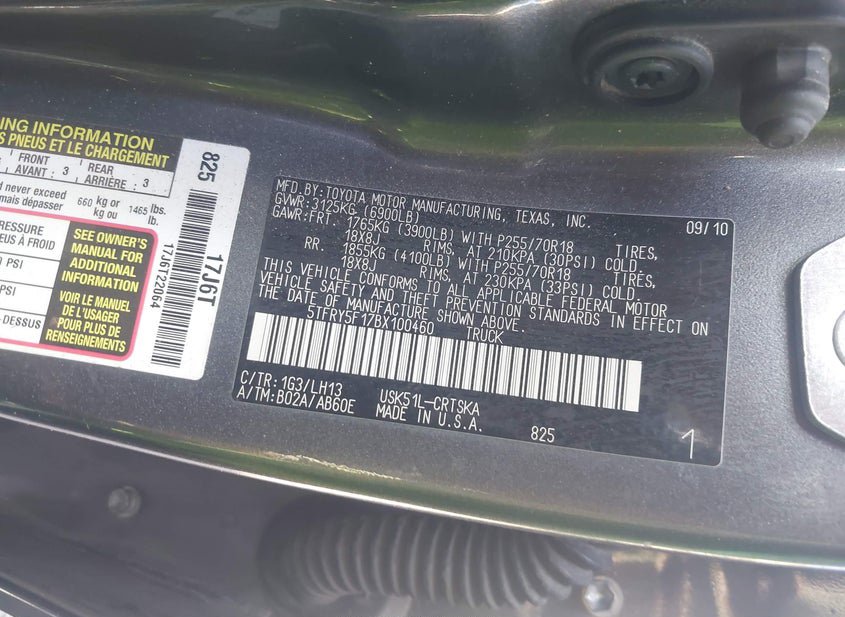 ING INFORMATION
S PNEUS ET LE CHARGEMENT
FRONT
AVANT : 3
REAR
ARRIÈRE : 3
d never exceed
mais dépasser
660 kg or
kg ou
1465 lbs.
lb.
PRESSURE
NEUS À FROID
PSI
PSI
-DESSUS
SEE OWNER'S
MANUAL FOR
ADDITIONAL
INFORMATION
VOIR LE MANUEL
DE L'USAGER
POUR PLUS DE
RENSEIGNEMENTS
825
17J6T
17J6T22064
MFD. BY: TOYOTA MOTOR MANUFACTURING, TEXAS, INC. 09/10
GVWR: 3125KG (6900LB)
GAWR: FRT. 1765KG (3900LB) WITH P255/70R18 TIRES,
18X8J RIMS, AT 210KPA (30PSI) COLD.
RR. 1855KG (4100LB) WITH P255/70R18 TIRES,
18X8J RIMS, AT 230KPA (33PSI) COLD.
THIS VEHICLE CONFORMS TO ALL APPLICABLE FEDERAL MOTOR
VEHICLE SAFETY AND THEFT PREVENTION STANDARDS IN EFFECT ON
THE DATE OF MANUFACTURE SHOWN ABOVE.
5TFRY5F17BX100460 TRUCK
C/TR: 1G3/LH13 USK51L-CRTSKA
A/TM: B02A/AB60E MADE IN U.S.A.
825
1